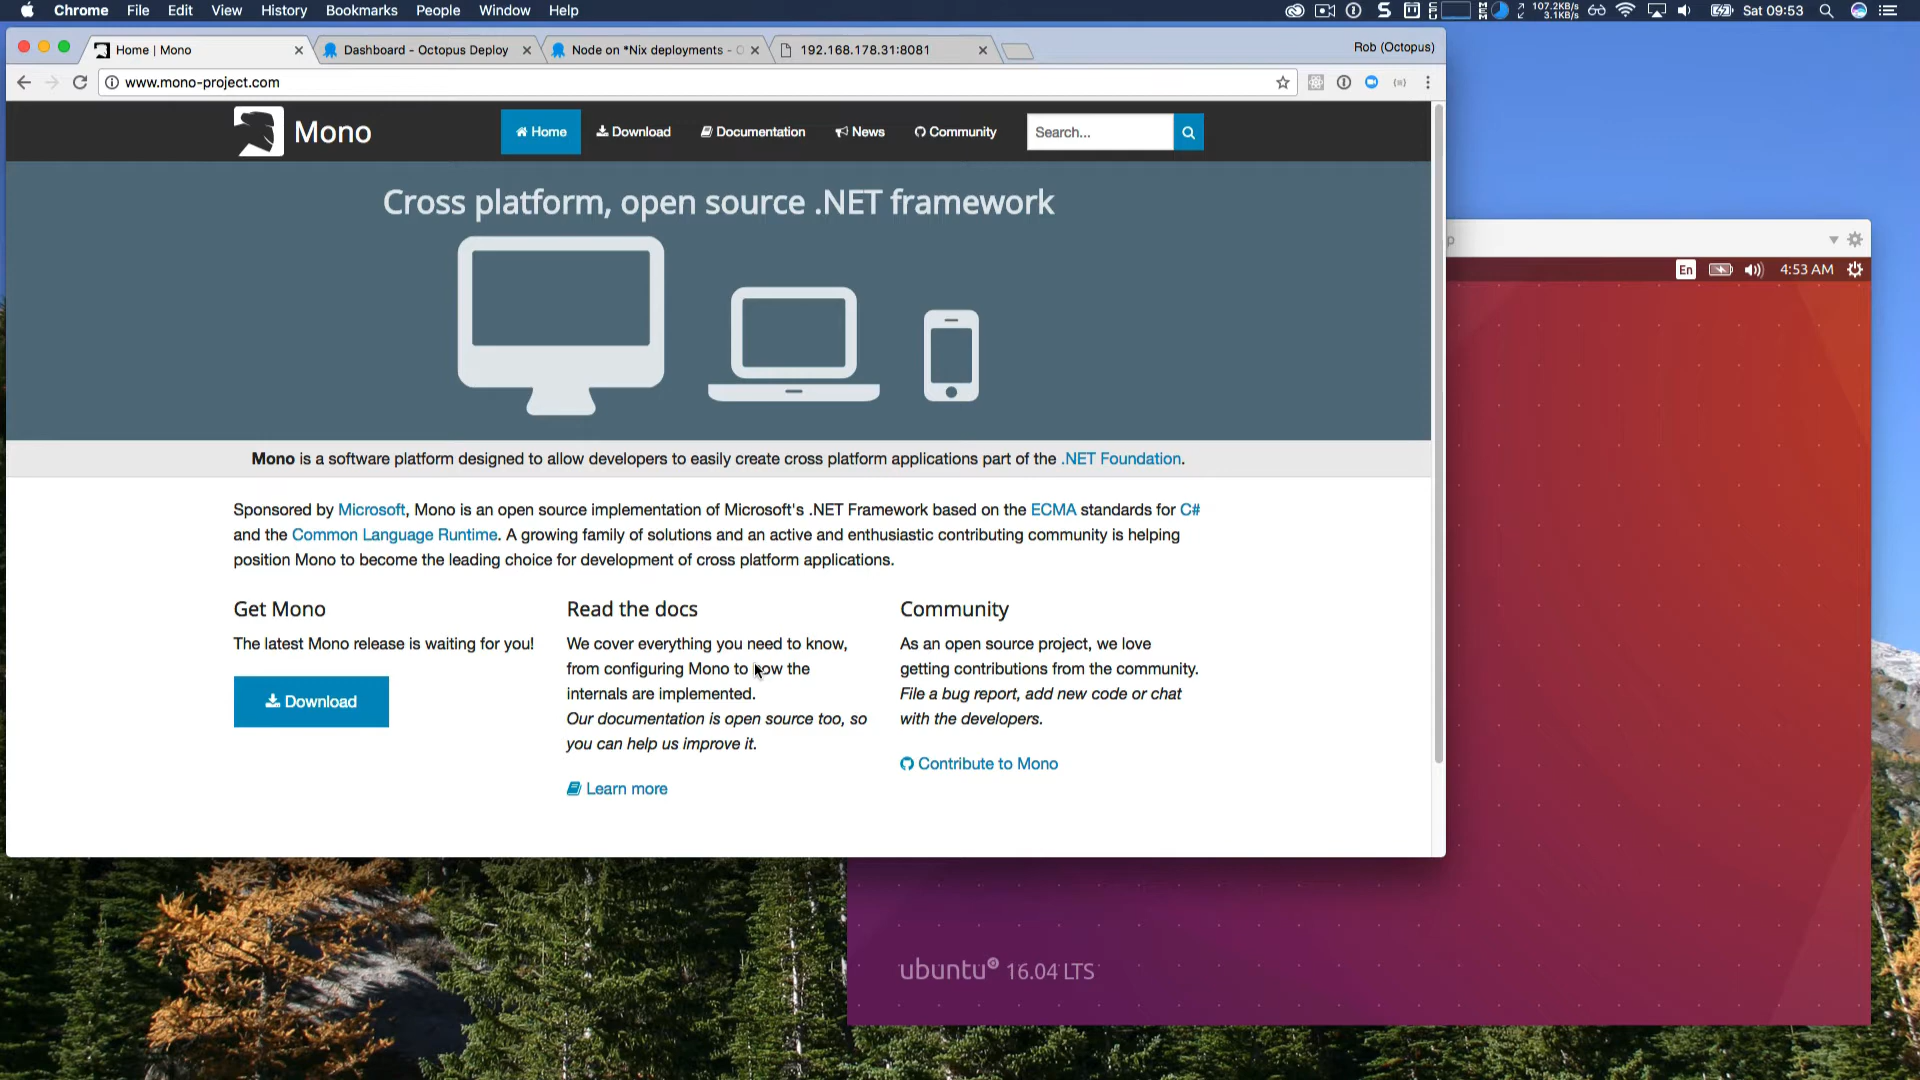 Chrome File Edit View History Bookmarks People Window Help
107.2KB/s
3.1KB/s
Sat 09:53
Home | Mono
Dashboard - Octopus Deploy
Node on *Nix deployments -
192.168.178.31:8081
Rob (Octopus)
www.mono-project.com
Mono
Home Download Documentation News Community Search...
Cross platform, open source .NET framework
p
En 4:53 AM
Mono is a software platform designed to allow developers to easily create cross platform applications part of the .NET Foundation.
Sponsored by Microsoft, Mono is an open source implementation of Microsoft's .NET Framework based on the ECMA standards for C#
and the Common Language Runtime. A growing family of solutions and an active and enthusiastic contributing community is helping
position Mono to become the leading choice for development of cross platform applications.
Get Mono
The latest Mono release is waiting for you!
Download
Read the docs
We cover everything you need to know,
from configuring Mono to how the
internals are implemented.
Our documentation is open source too, so
you can help us improve it.
Learn more
Community
As an open source project, we love
getting contributions from the community.
File a bug report, add new code or chat
with the developers.
Contribute to Mono
ubuntu® 16.04 LTS